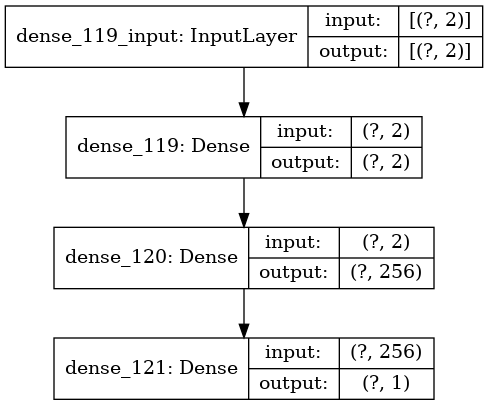 dense_119_input: InputLayer
input: [(?, 2)]
output: [(?, 2)]
dense_119: Dense
input: (?, 2)
output: (?, 2)
dense_120: Dense
input: (?, 2)
output: (?, 256)
dense_121: Dense
input: (?, 256)
output: (?, 1)